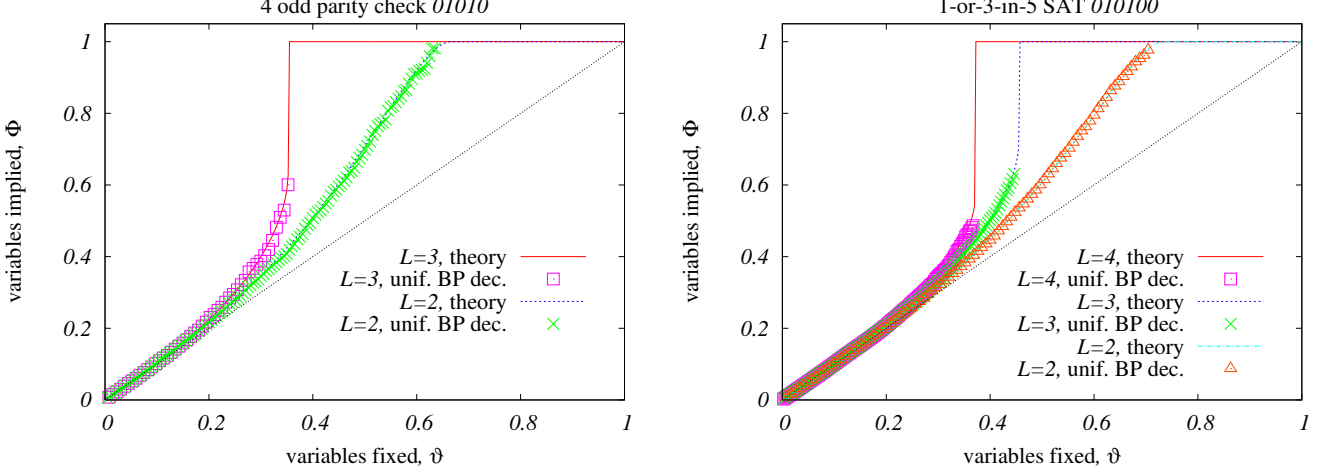 4 odd parity check 01010
variables implied, Φ
1
0.8
0.6
0.4
0.2
0
L=3, theory
L=3, unif. BP dec.
L=2, theory
L=2, unif. BP dec.
0 0.2 0.4 0.6 0.8 1
variables fixed, ϑ
1-or-3-in-5 SAT 010100
variables implied, Φ
1
0.8
0.6
0.4
0.2
0
L=4, theory
L=4, unif. BP dec.
L=3, theory
L=3, unif. BP dec.
L=2, theory
L=2, unif. BP dec.
0 0.2 0.4 0.6 0.8 1
variables fixed, ϑ